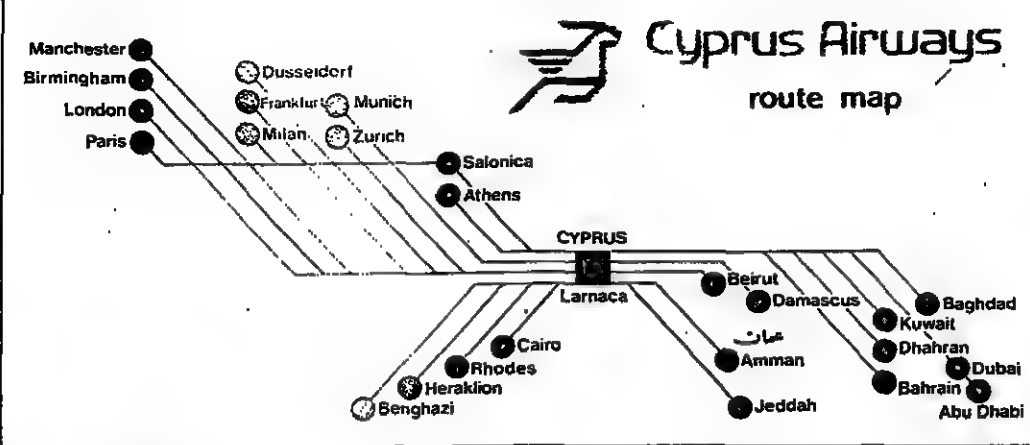 Cyprus Airways
route map
Manchester
Birmingham
London
Paris
Dusseldorf
Frankfurt
Munich
Milan
Zurich
Salonica
Athens
CYPRUS
Larnaca
Beirut
Damascus
Baghdad
Kuwait
عمان
Amman
Dhahran
Dubai
Bahrain
Abu Dhabi
Cairo
Rhodes
Heraklion
Benghazi
Jeddah